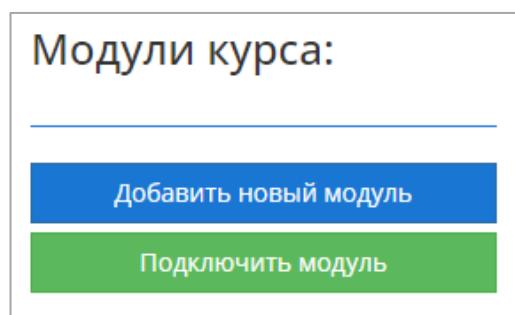 Модули курса:
Добавить новый модуль
Подключить модуль